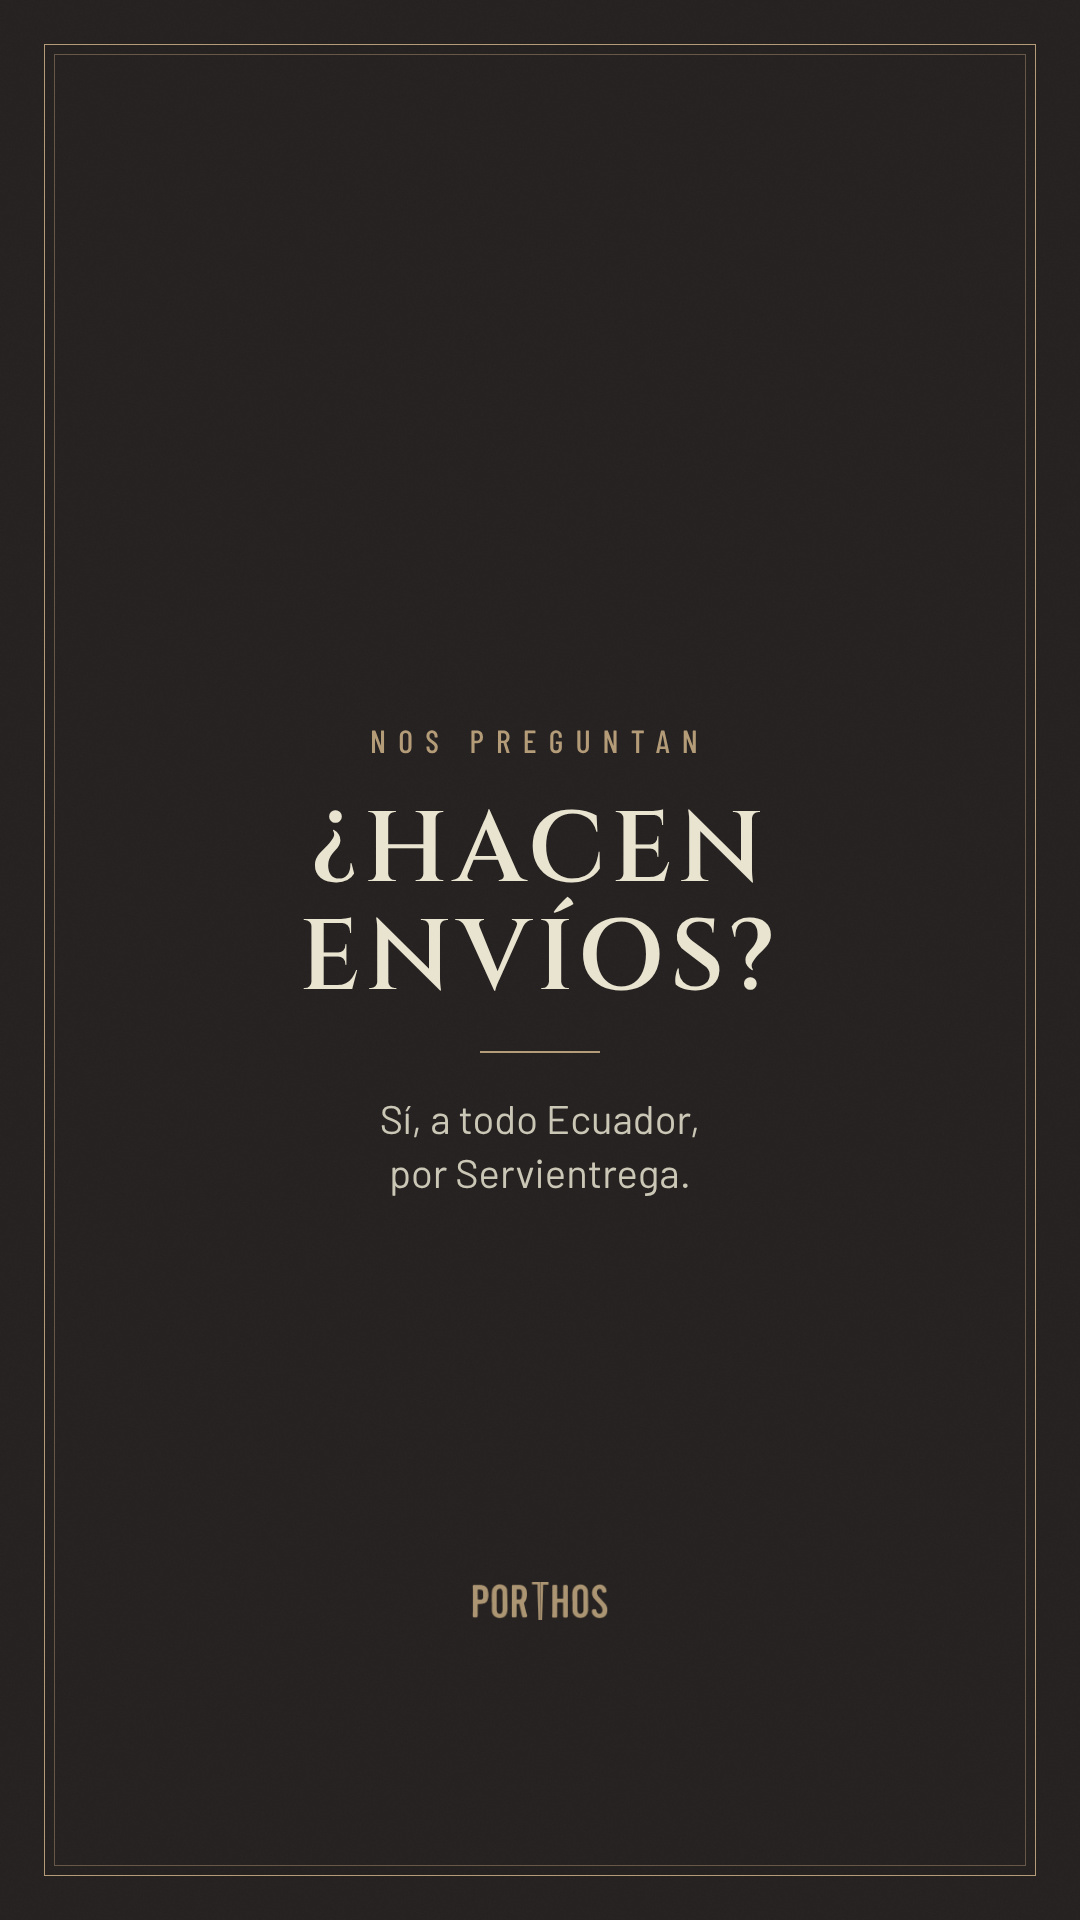 NOS PREGUNTAN
¿HACEN
ENVÍOS?
Sí, a todo Ecuador,
por Servientrega.
PORTHOS